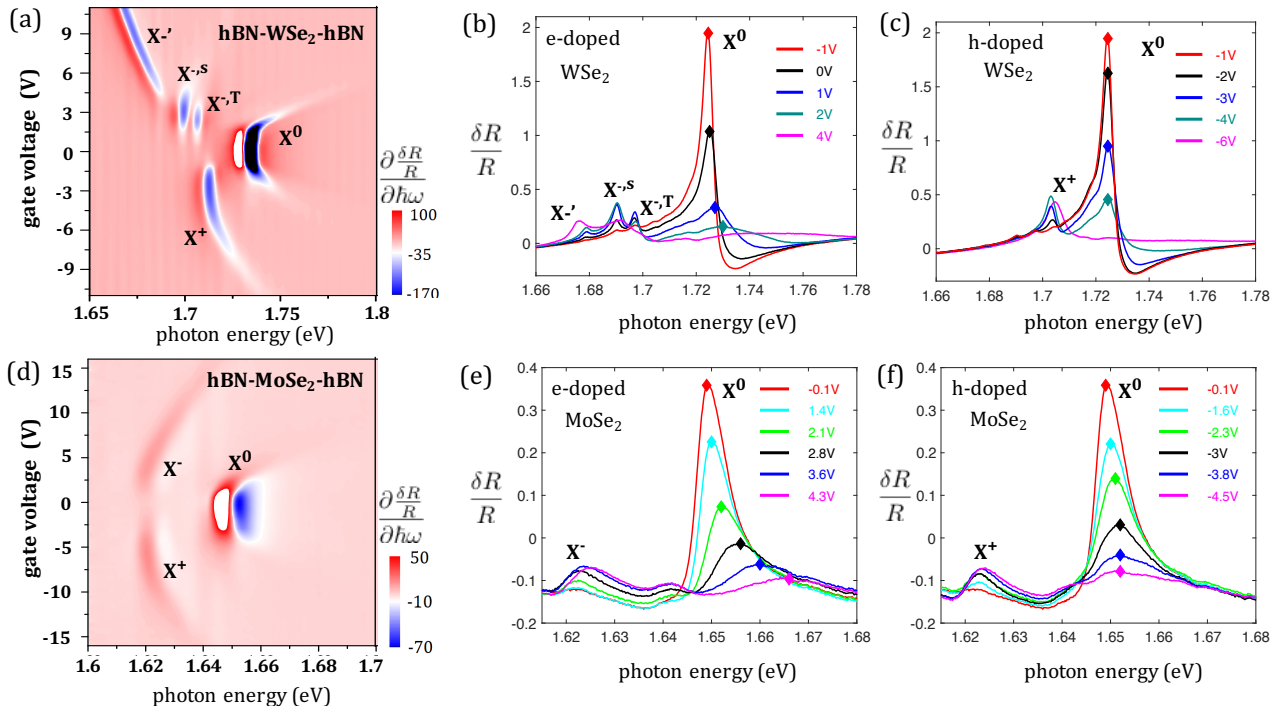 (a)
hBN-WSe₂-hBN
X-’
X⁻,ˢ
X⁻,ᵀ
X⁰
X⁺
gate voltage (V)
9
6
3
0
-3
-6
-9
1.65 1.7 1.75 1.8
photon energy (eV)
∂ δR/R
∂ħω
100
-35
-170
(b)
e-doped
WSe₂
X⁰
-1V
0V
1V
2V
4V
X-’
X⁻,ˢ
X⁻,ᵀ
δR
R
2
1.5
1
0.5
0
1.66 1.68 1.7 1.72 1.74 1.76 1.78
photon energy (eV)
(c)
h-doped
WSe₂
X⁰
-1V
-2V
-3V
-4V
-6V
X⁺
δR
R
2
1.5
1
0.5
0
1.66 1.68 1.7 1.72 1.74 1.76 1.78
photon energy (eV)
(d)
hBN-MoSe₂-hBN
X⁻
X⁰
X⁺
gate voltage (V)
15
10
5
0
-5
-10
-15
1.6 1.62 1.64 1.66 1.68 1.7
photon energy (eV)
∂ δR/R
∂ħω
50
-10
-70
(e)
e-doped
MoSe₂
X⁰
-0.1V
1.4V
2.1V
2.8V
3.6V
4.3V
X⁻
δR
R
0.4
0.3
0.2
0.1
0
-0.1
-0.2
1.62 1.63 1.64 1.65 1.66 1.67 1.68
photon energy (eV)
(f)
h-doped
MoSe₂
X⁰
-0.1V
-1.6V
-2.3V
-3V
-3.8V
-4.5V
X⁺
δR
R
0.4
0.3
0.2
0.1
0
-0.1
-0.2
1.62 1.63 1.64 1.65 1.66 1.67 1.68
photon energy (eV)